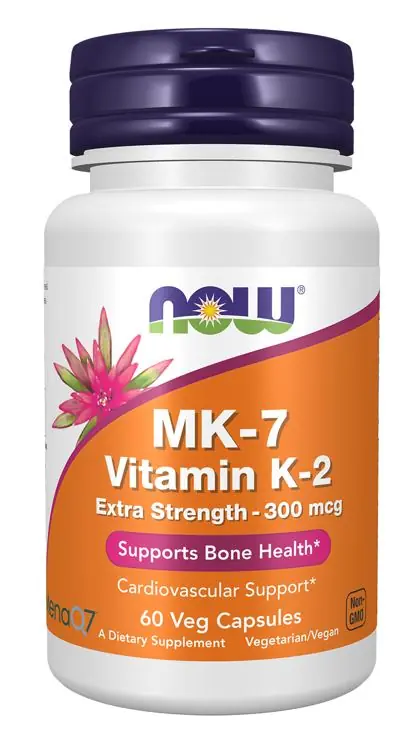 now®
MK-7
Vitamin K-2
Extra Strength - 300 mcg
Supports Bone Health*
Cardiovascular Support*
60 Veg Capsules
A Dietary Supplement Vegetarian/Vegan
Non-
GMO
enaQ7